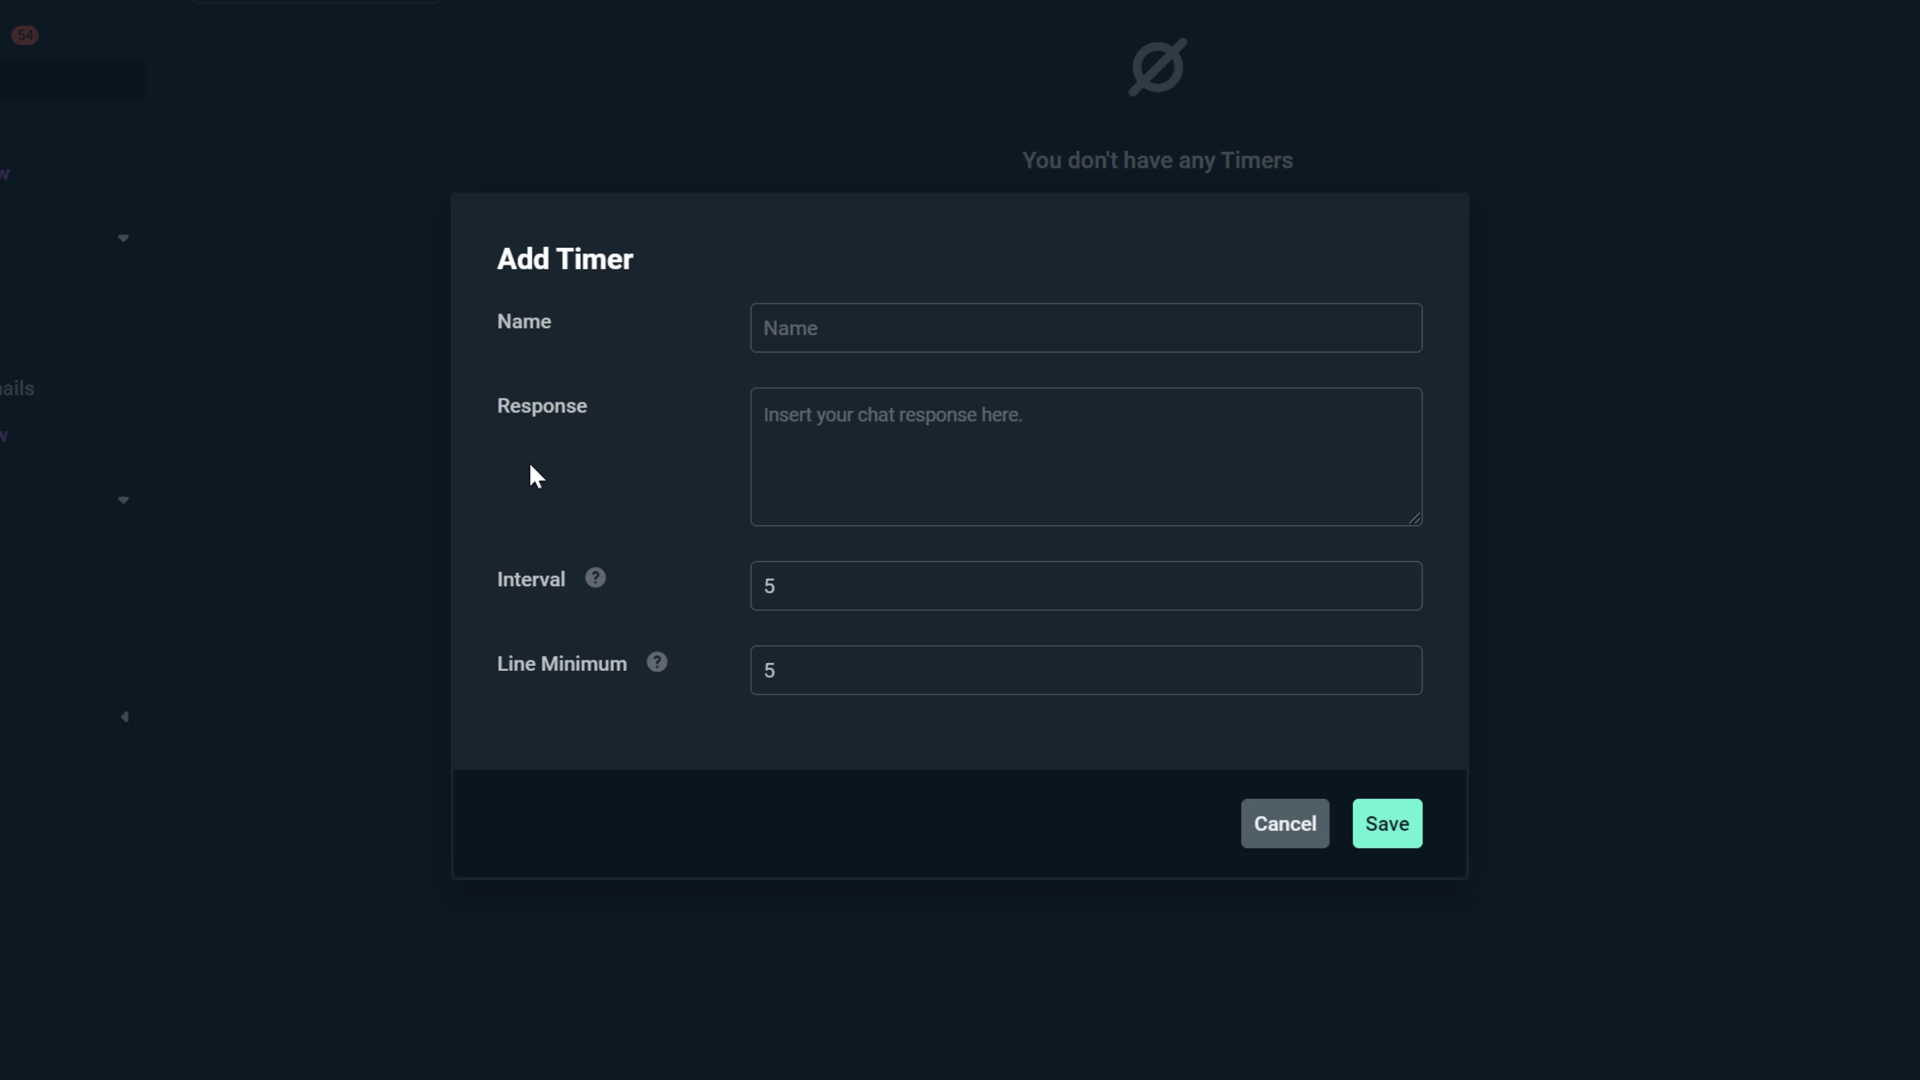 54
You don't have any Timers
Add Timer
Name
Name
Response
Insert your chat response here.
Interval
5
Line Minimum
5
Cancel
Save